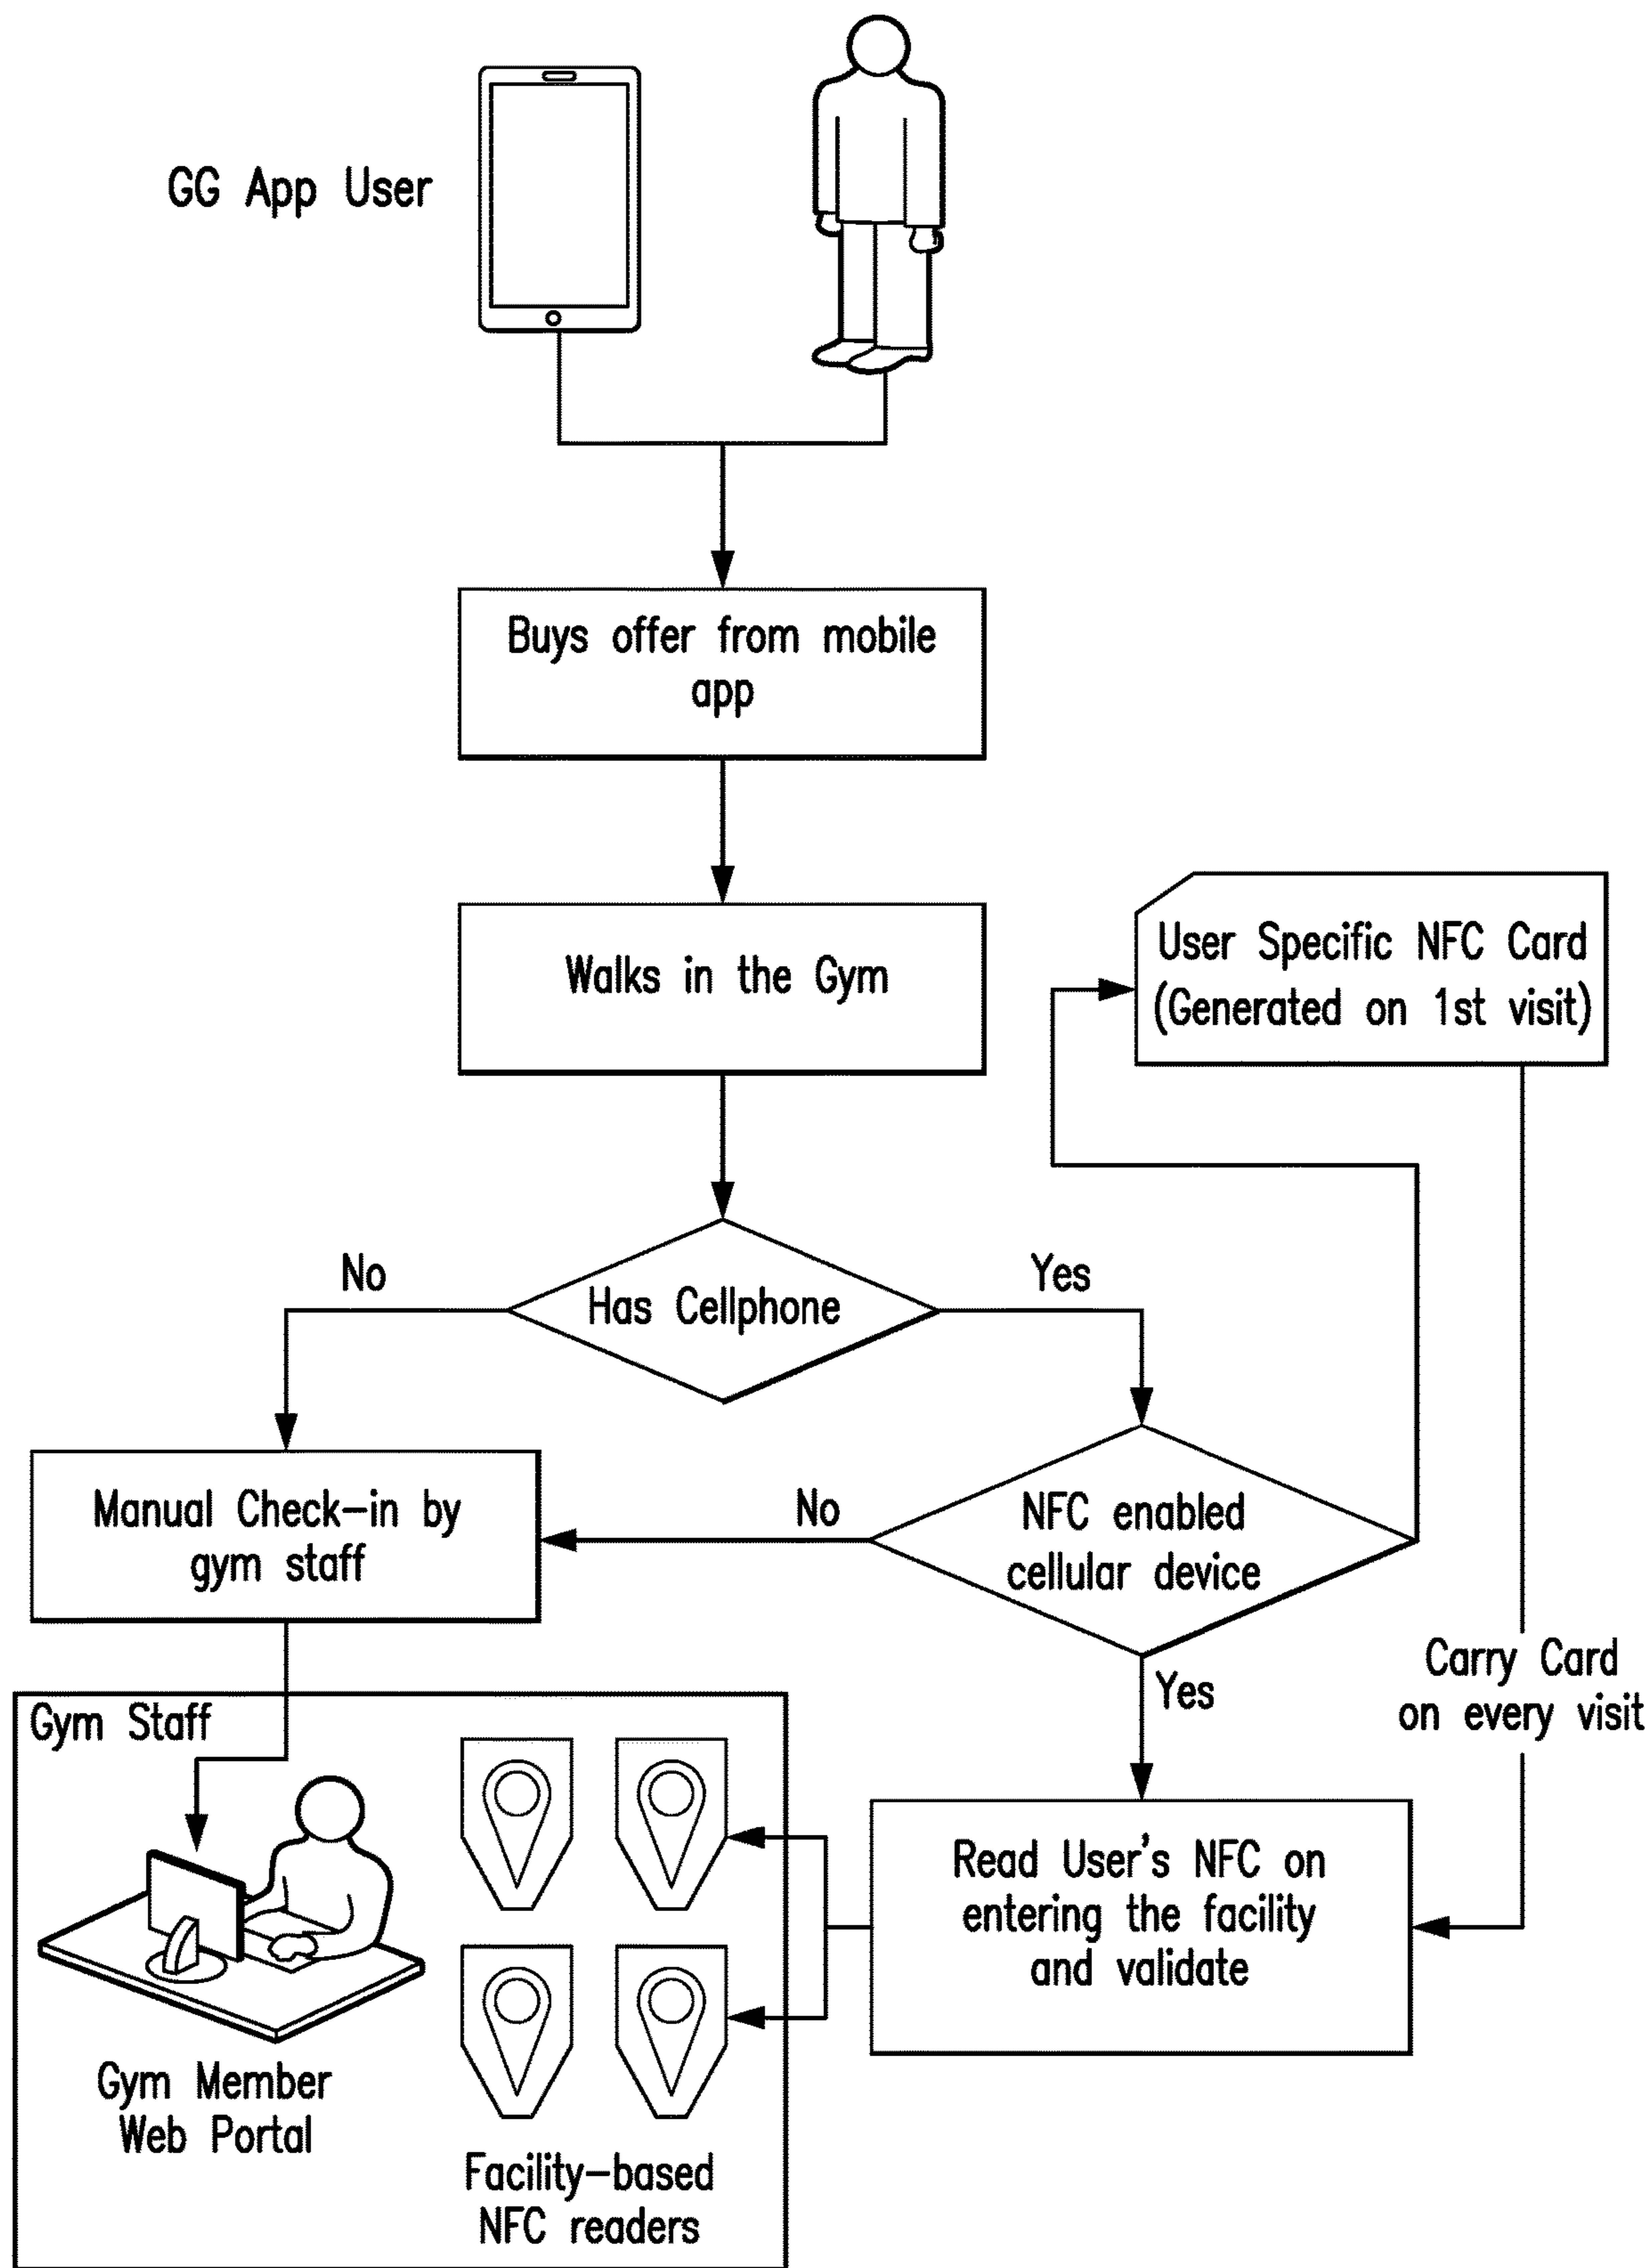 GG App User
Buys offer from mobile
app
Walks in the Gym
User Specific NFC Card
(Generated on 1st visit)
No
Has Cellphone
Yes
Manual Check-in by
gym staff
No
NFC enabled
cellular device
Yes
Carry Card
on every visit
Gym Staff
Read User's NFC on
entering the facility
and validate
Gym Member
Web Portal
Facility-based
NFC readers